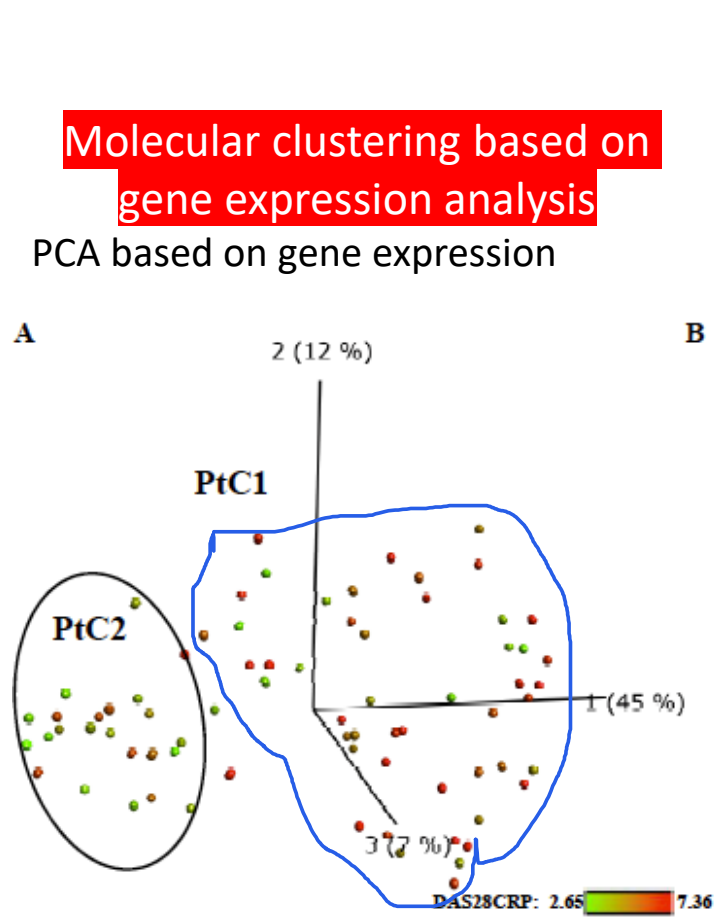 Molecular clustering based on
gene expression analysis
PCA based on gene expression
A
B
2 (12 %)
PtC1
PtC2
1 (45 %)
3 (7 %)
DAS28CRP: 2.65 7.36